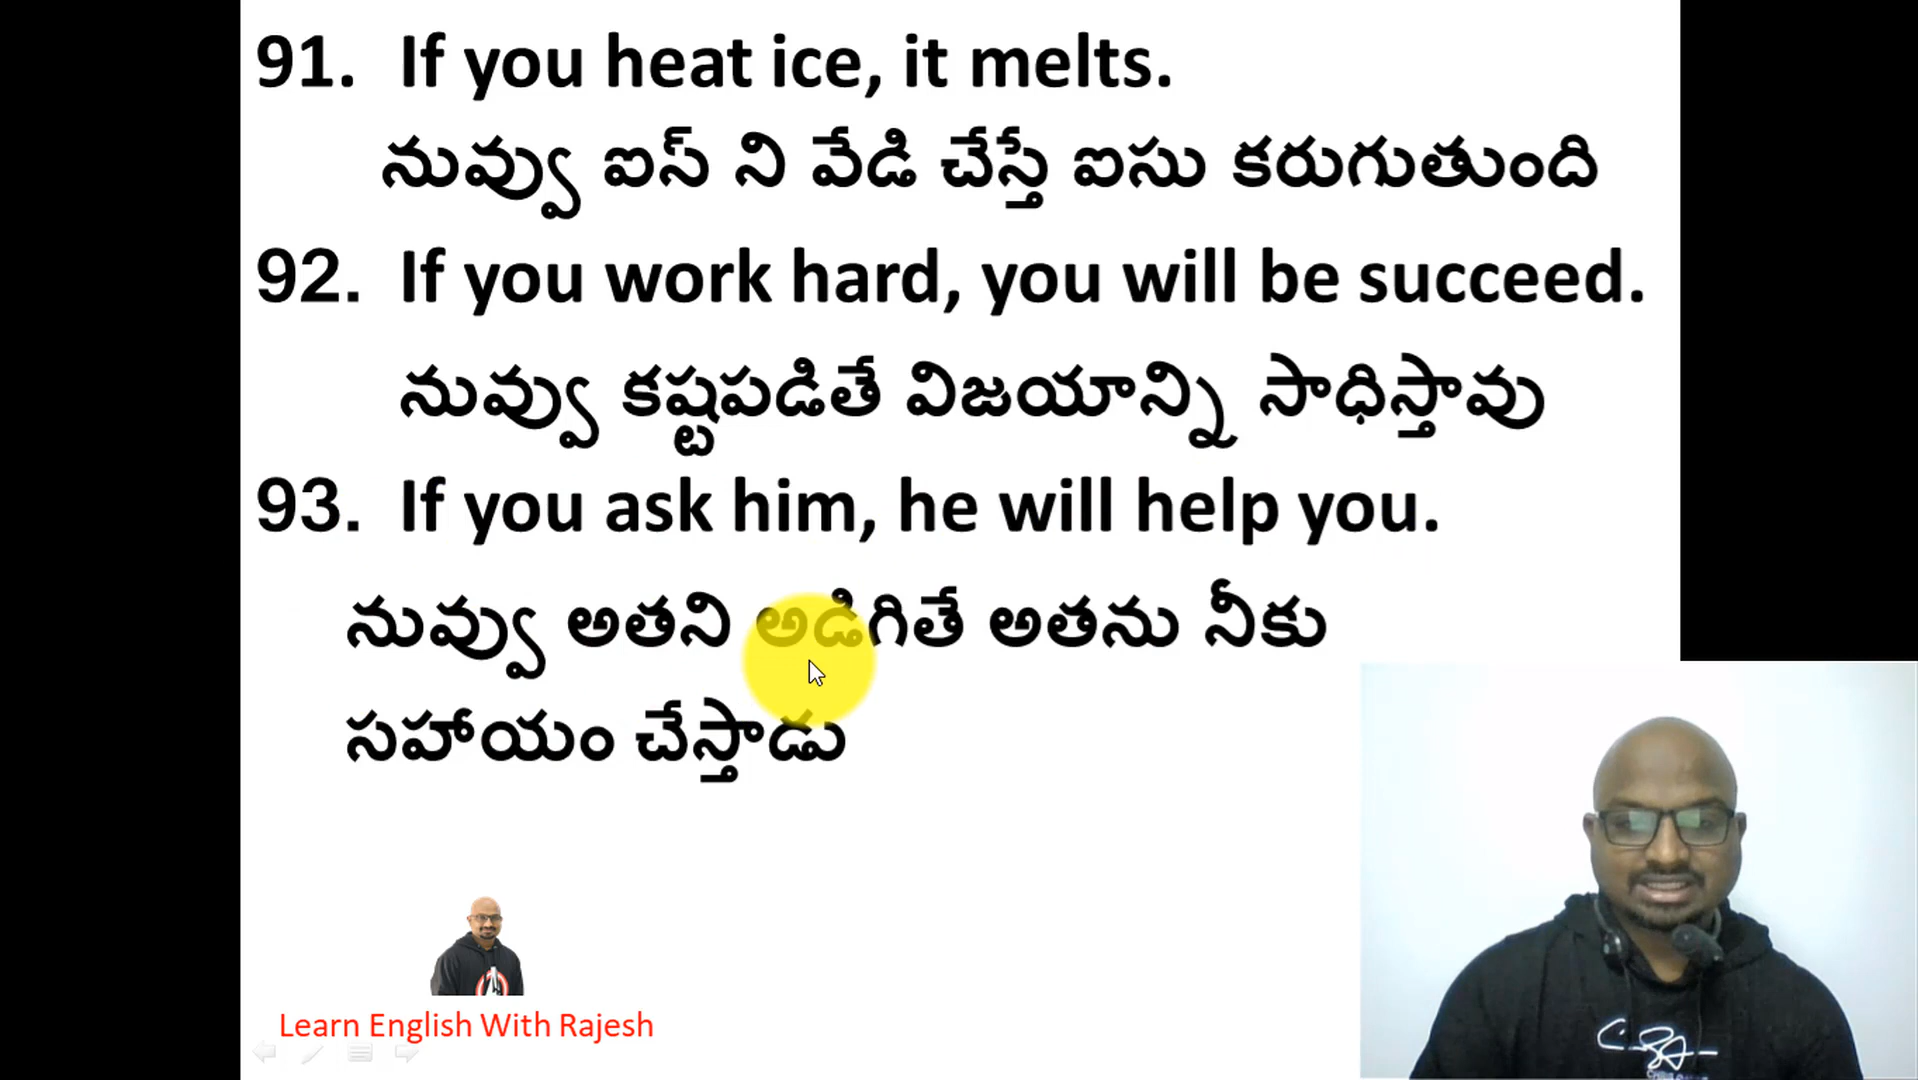 91. If you heat ice, it melts.
నువ్వు ఐస్ ని వేడి చేస్తే ఐసు కరుగుతుంది
92. If you work hard, you will be succeed.
నువ్వు కష్టపడితే విజయాన్ని సాధిస్తావు
93. If you ask him, he will help you.
నువ్వు అతని అడిగితే అతను నీకు
సహాయం చేస్తాడు
Learn English With Rajesh